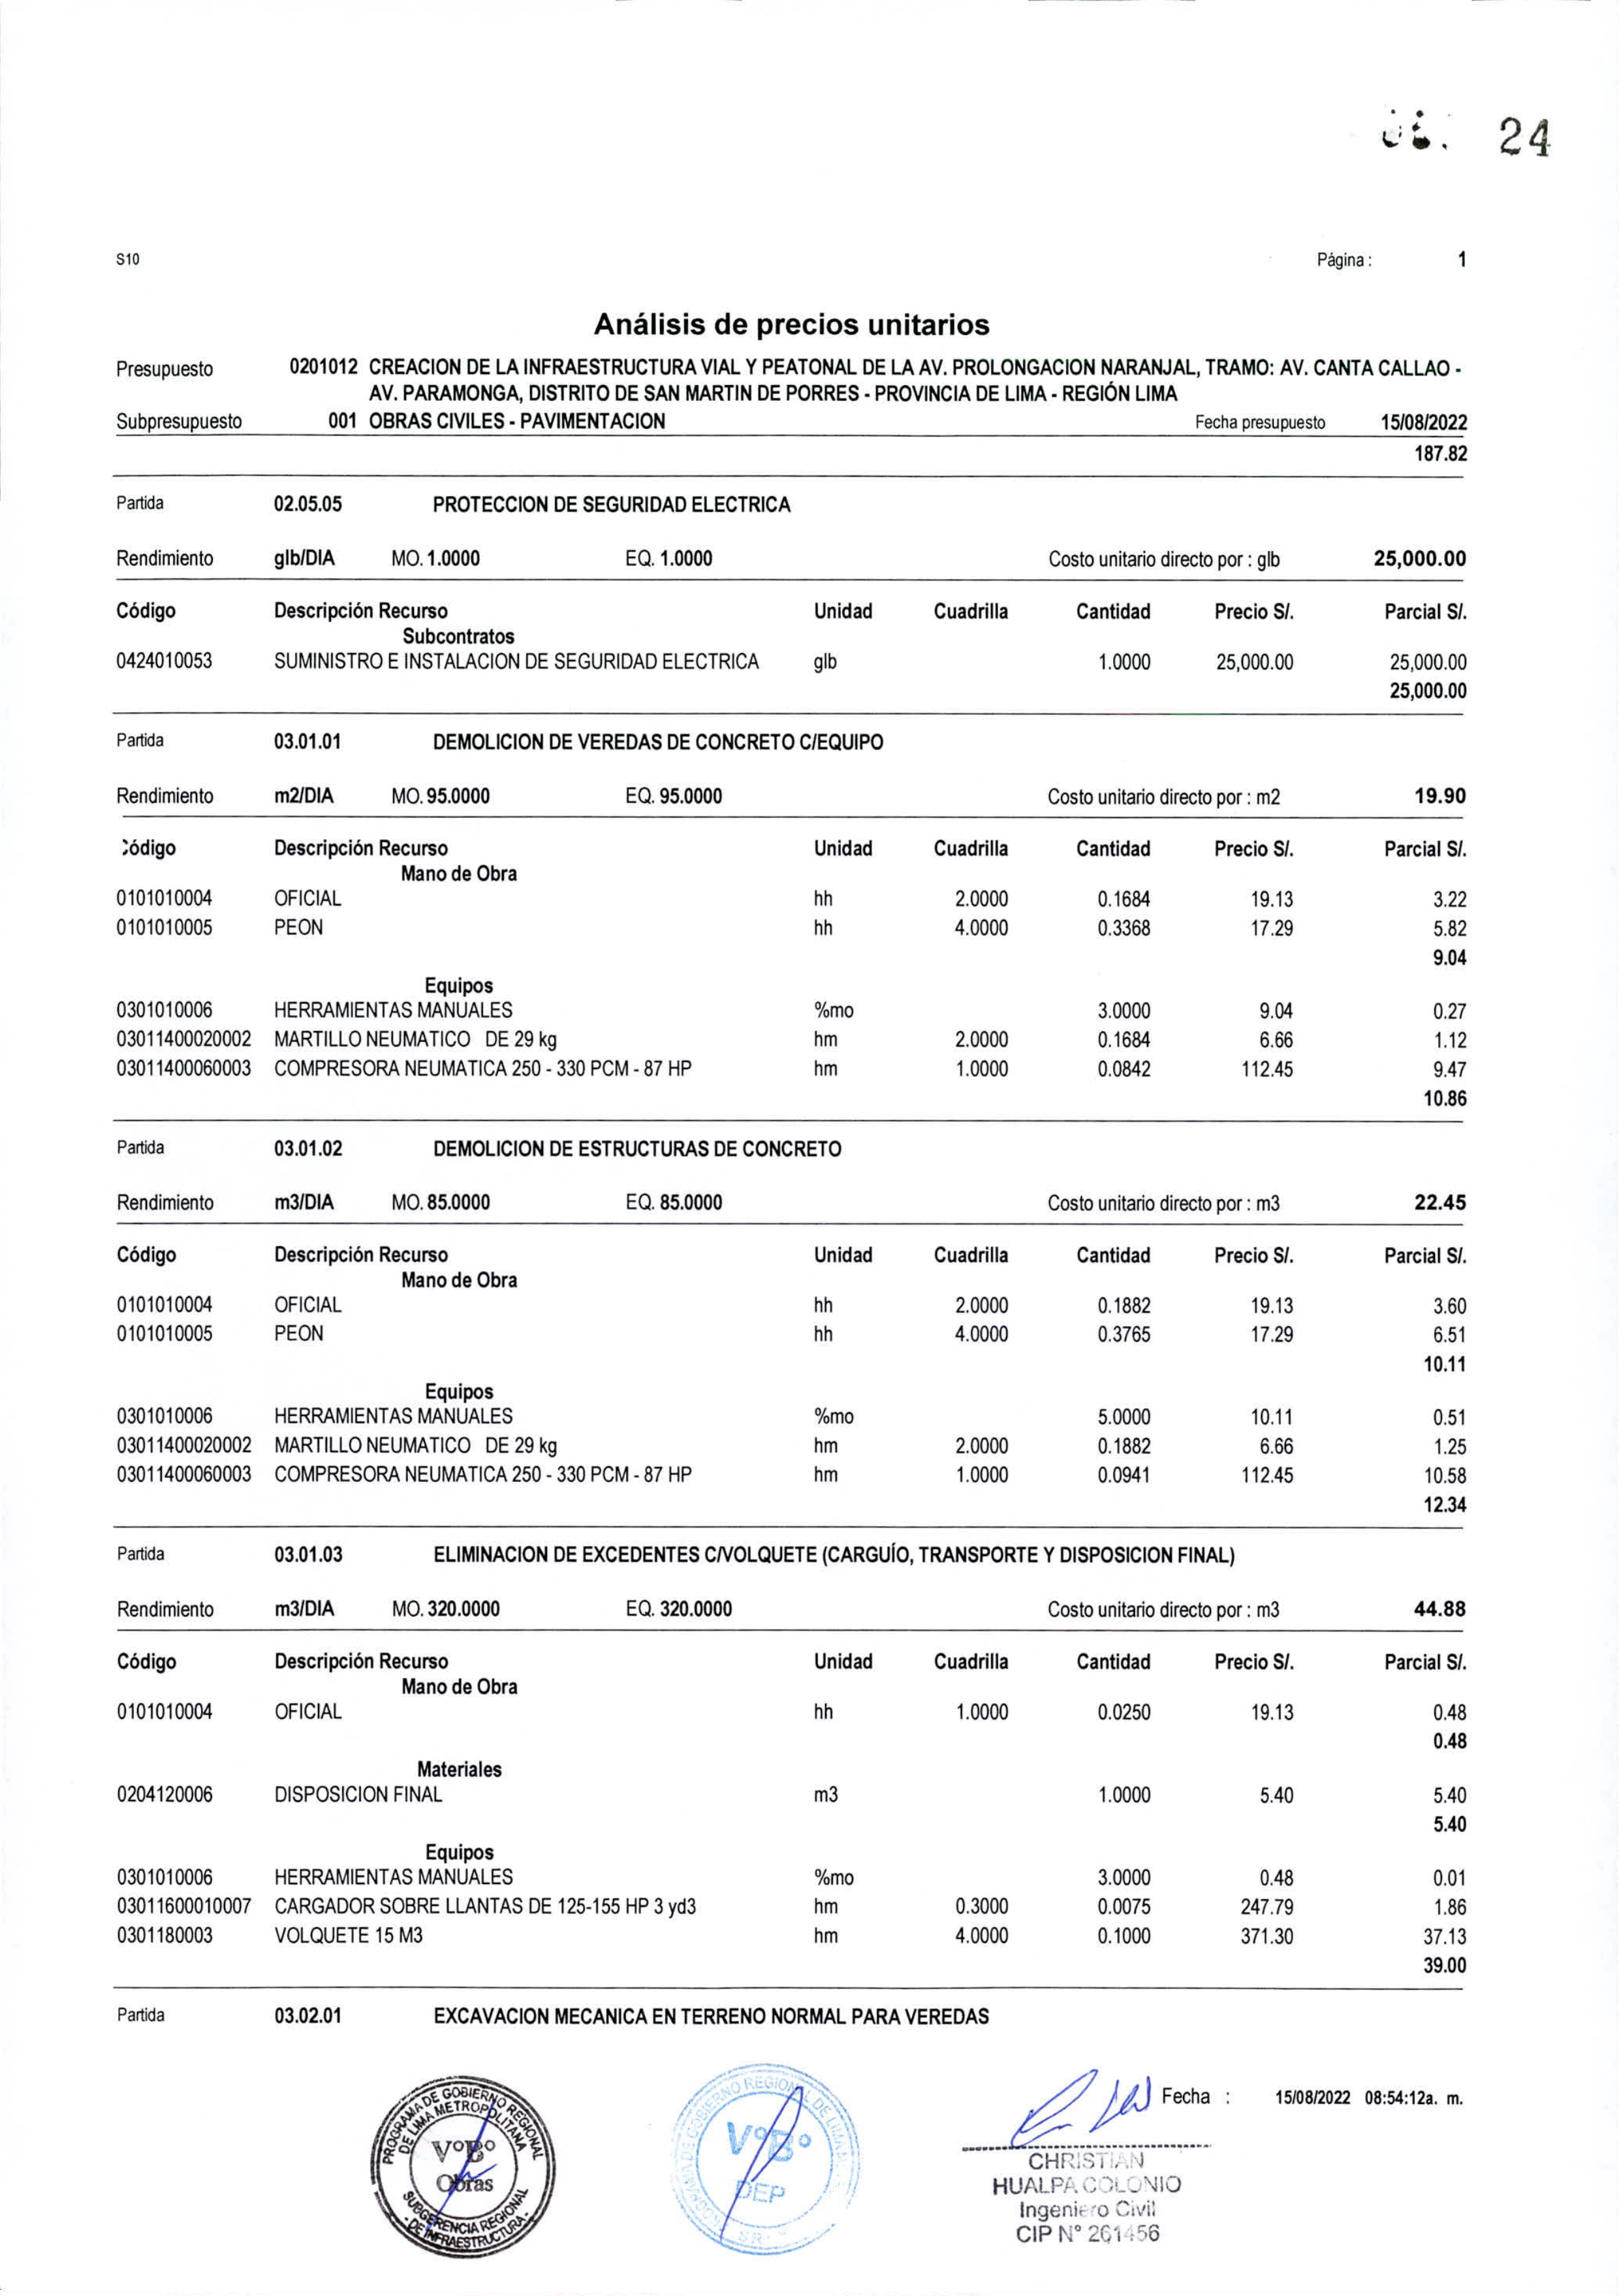 24
S10 Página : 1
Análisis de precios unitarios
Presupuesto 0201012 CREACION DE LA INFRAESTRUCTURA VIAL Y PEATONAL DE LA AV. PROLONGACION NARANJAL, TRAMO: AV. CANTA CALLAO -
AV. PARAMONGA, DISTRITO DE SAN MARTIN DE PORRES - PROVINCIA DE LIMA - REGIÓN LIMA
Subpresupuesto 001 OBRAS CIVILES - PAVIMENTACION Fecha presupuesto 15/08/2022
187.82
Partida 02.05.05 PROTECCION DE SEGURIDAD ELECTRICA
Rendimiento glb/DIA MO. 1.0000 EQ. 1.0000 Costo unitario directo por : glb 25,000.00
Código Descripción Recurso Unidad Cuadrilla Cantidad Precio S/. Parcial S/.
Subcontratos
0424010053 SUMINISTRO E INSTALACION DE SEGURIDAD ELECTRICA glb 1.0000 25,000.00 25,000.00
25,000.00
Partida 03.01.01 DEMOLICION DE VEREDAS DE CONCRETO C/EQUIPO
Rendimiento m2/DIA MO. 95.0000 EQ. 95.0000 Costo unitario directo por : m2 19.90
Código Descripción Recurso Unidad Cuadrilla Cantidad Precio S/. Parcial S/.
Mano de Obra
0101010004 OFICIAL hh 2.0000 0.1684 19.13 3.22
0101010005 PEON hh 4.0000 0.3368 17.29 5.82
9.04
Equipos
0301010006 HERRAMIENTAS MANUALES %mo 3.0000 9.04 0.27
03011400020002 MARTILLO NEUMATICO DE 29 kg hm 2.0000 0.1684 6.66 1.12
03011400060003 COMPRESORA NEUMATICA 250 - 330 PCM - 87 HP hm 1.0000 0.0842 112.45 9.47
10.86
Partida 03.01.02 DEMOLICION DE ESTRUCTURAS DE CONCRETO
Rendimiento m3/DIA MO. 85.0000 EQ. 85.0000 Costo unitario directo por : m3 22.45
Código Descripción Recurso Unidad Cuadrilla Cantidad Precio S/. Parcial S/.
Mano de Obra
0101010004 OFICIAL hh 2.0000 0.1882 19.13 3.60
0101010005 PEON hh 4.0000 0.3765 17.29 6.51
10.11
Equipos
0301010006 HERRAMIENTAS MANUALES %mo 5.0000 10.11 0.51
03011400020002 MARTILLO NEUMATICO DE 29 kg hm 2.0000 0.1882 6.66 1.25
03011400060003 COMPRESORA NEUMATICA 250 - 330 PCM - 87 HP hm 1.0000 0.0941 112.45 10.58
12.34
Partida 03.01.03 ELIMINACION DE EXCEDENTES C/VOLQUETE (CARGUÍO, TRANSPORTE Y DISPOSICION FINAL)
Rendimiento m3/DIA MO. 320.0000 EQ. 320.0000 Costo unitario directo por : m3 44.88
Código Descripción Recurso Unidad Cuadrilla Cantidad Precio S/. Parcial S/.
Mano de Obra
0101010004 OFICIAL hh 1.0000 0.0250 19.13 0.48
0.48
Materiales
0204120006 DISPOSICION FINAL m3 1.0000 5.40 5.40
5.40
Equipos
0301010006 HERRAMIENTAS MANUALES %mo 3.0000 0.48 0.01
03011600010007 CARGADOR SOBRE LLANTAS DE 125-155 HP 3 yd3 hm 0.3000 0.0075 247.79 1.86
0301180003 VOLQUETE 15 M3 hm 4.0000 0.1000 371.30 37.13
39.00
Partida 03.02.01 EXCAVACION MECANICA EN TERRENO NORMAL PARA VEREDAS
Fecha : 15/08/2022 08:54:12a. m.
PROGRAMA DE GOBIERNO REGIONAL
DE LIMA METROPOLITANA
V°B°
Obras
SUBGERENCIA REGIONAL
- DE INFRAESTRUCTURA -
PROGRAMA DE GOBIERNO REGIONAL DE LIMA
V°B°
DEP
CHRISTIAN
HUALPA COLONIO
Ingeniero Civil
CIP N° 261456